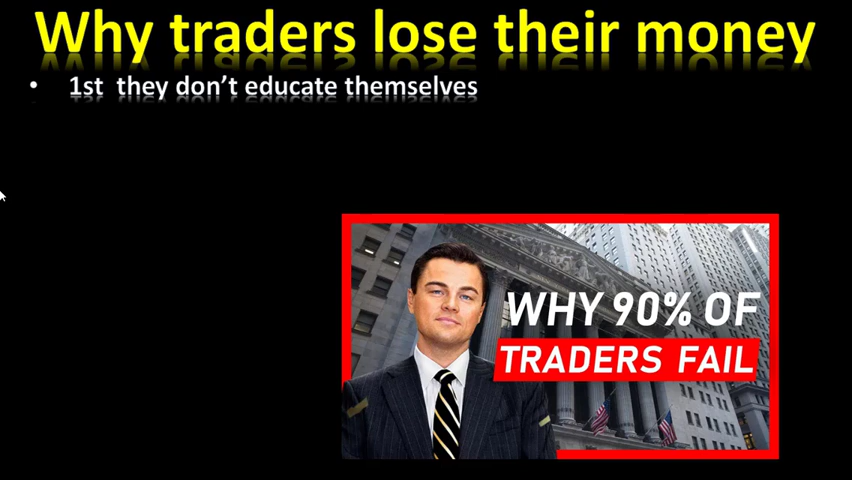 Why traders lose their money
• 1st they don't educate themselves
WHY 90% OF
TRADERS FAIL